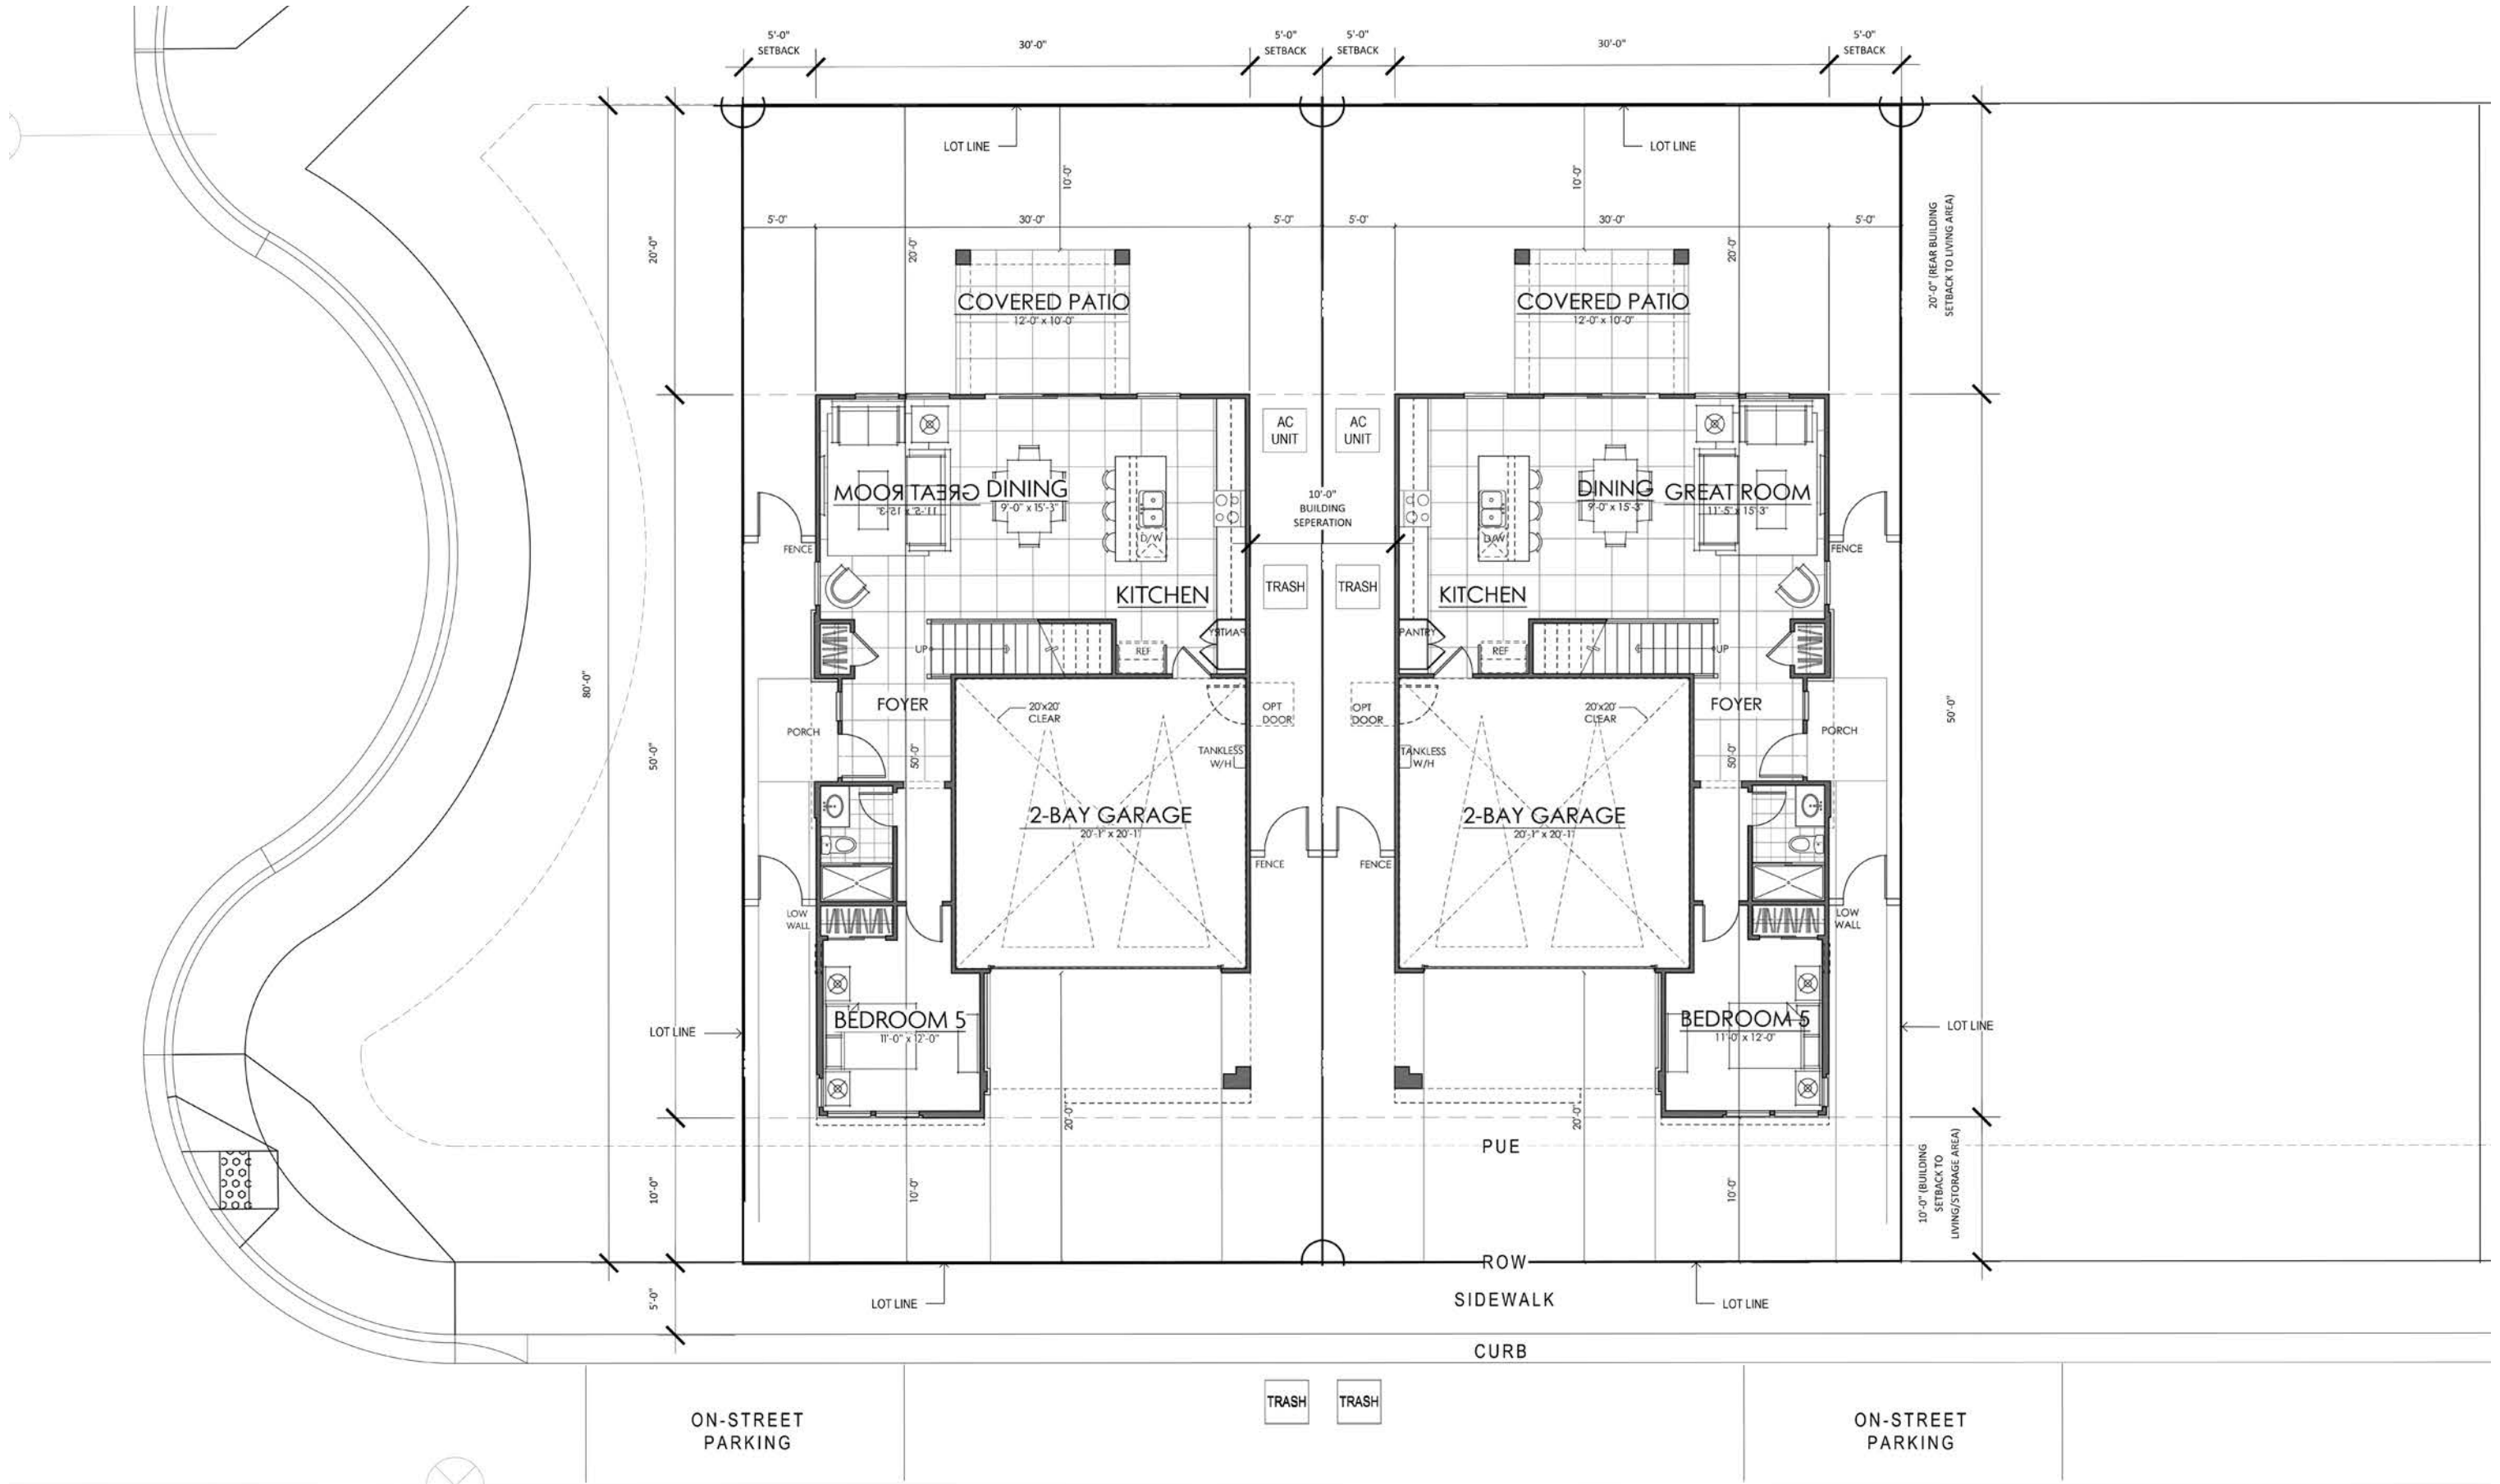 5'-0"
SETBACK
30'-0"
5'-0"
SETBACK
5'-0"
SETBACK
30'-0"
5'-0"
SETBACK
LOT LINE
LOT LINE
10'-0"
10'-0"
5'-0"
30'-0"
5'-0"
5'-0"
30'-0"
5'-0"
20'-0"
20'-0"
20'-0"
20'-0" (REAR BUILDING
SETBACK TO LIVING AREA)
COVERED PATIO
12'-0" x 10'-0"
COVERED PATIO
12'-0" x 10'-0"
AC
UNIT
AC
UNIT
GREAT ROOM
11'-5" x 15'-3"
DINING
9'-0" x 15'-3"
D/W
10'-0"
BUILDING
SEPERATION
DINING
9'-0" x 15'-3"
GREAT ROOM
11'-5" x 15'-3"
D/W
FENCE
FENCE
KITCHEN
TRASH
TRASH
KITCHEN
UP
REF
PANTRY
PANTRY
REF
UP
80'-0"
50'-0"
50'-0"
FOYER
20'x20'
CLEAR
OPT
DOOR
OPT
DOOR
20'x20'
CLEAR
FOYER
PORCH
PORCH
50'-0"
TANKLESS
W/H
TANKLESS
W/H
50'-0"
2-BAY GARAGE
20'-1" x 20'-1"
2-BAY GARAGE
20'-1" x 20'-1"
FENCE
FENCE
LOW
WALL
LOW
WALL
LOT LINE
BEDROOM 5
11'-0" x 12'-0"
BEDROOM 5
11'-0" x 12'-0"
LOT LINE
20'-0"
20'-0"
PUE
10'-0"
10'-0"
10'-0"
10'-0" (BUILDING
SETBACK TO
LIVING/STORAGE AREA)
ROW
5'-0"
LOT LINE
SIDEWALK
LOT LINE
CURB
TRASH
TRASH
ON-STREET
PARKING
ON-STREET
PARKING